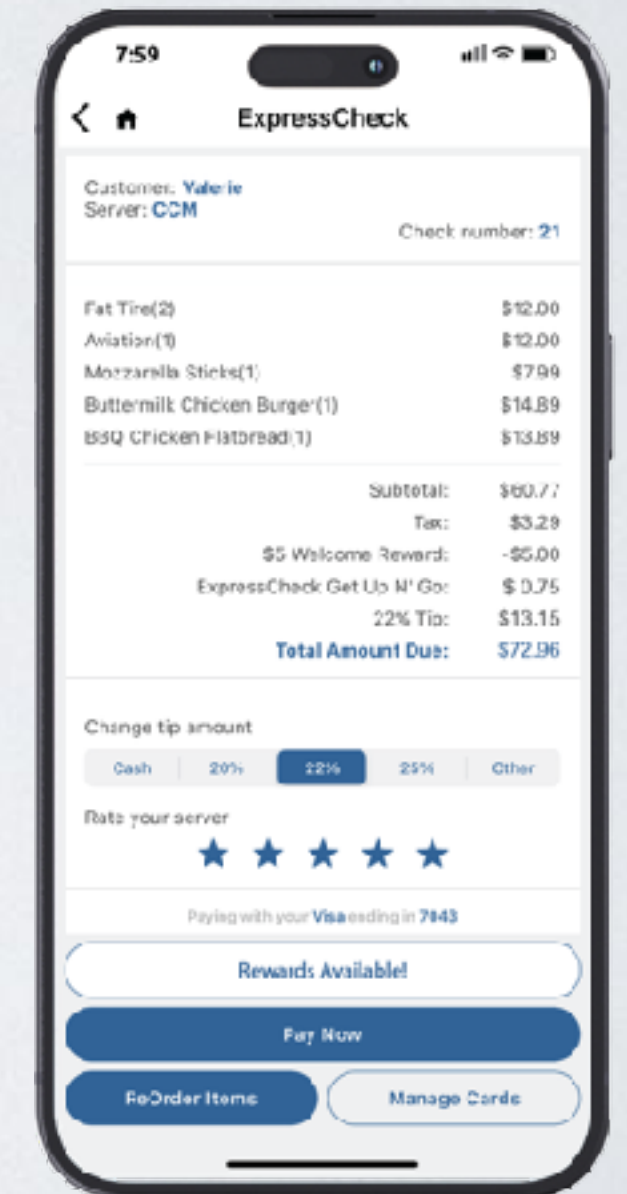 7:59
ExpressCheck
Customer: Valerie
Server: CCM
Check number: 21
Fat Tire(2) $12.00
Aviation(1) $12.00
Mozzarella Sticks(1) $7.99
Buttermilk Chicken Burger(1) $14.89
BBQ Chicken Flatbread(1) $13.89
Subtotal: $60.77
Tax: $3.29
$5 Welcome Reward: -$5.00
ExpressCheck Get Up N' Go: $ 0.75
22% Tip: $13.15
Total Amount Due: $72.96
Change tip amount
Cash 20% 22% 25% Other
Rate your server
Paying with your Visa ending in 7843
Rewards Available!
Pay Now
ReOrder Items Manage Cards